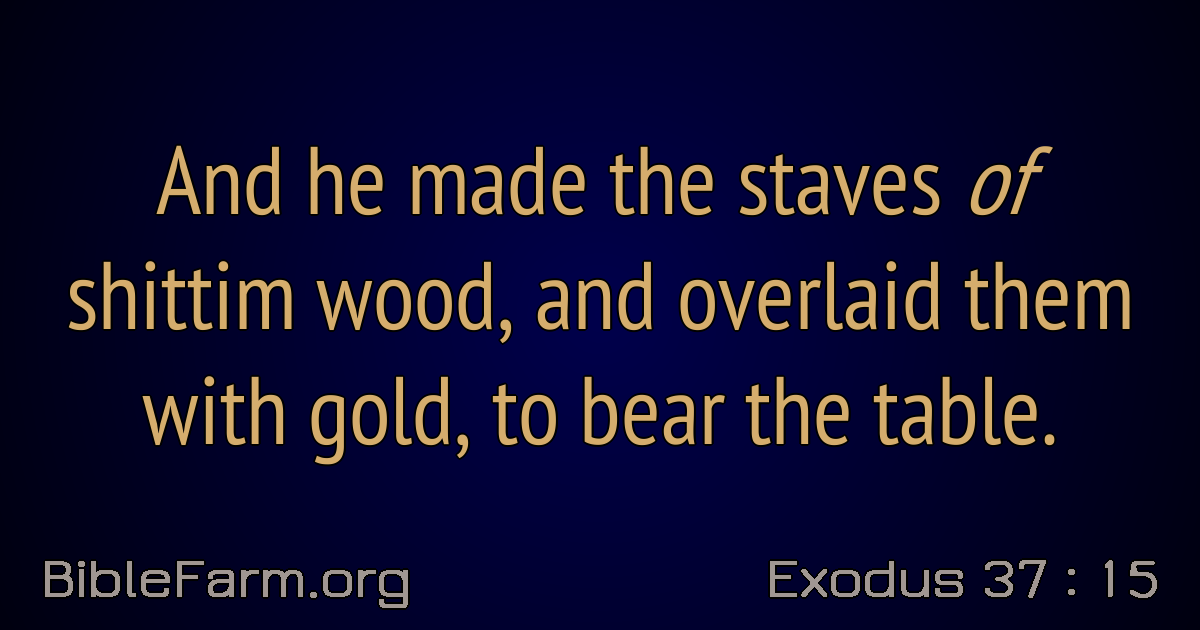 And he made the staves of
shittim wood, and overlaid them
with gold, to bear the table.
BibleFarm.org
Exodus 37 : 15